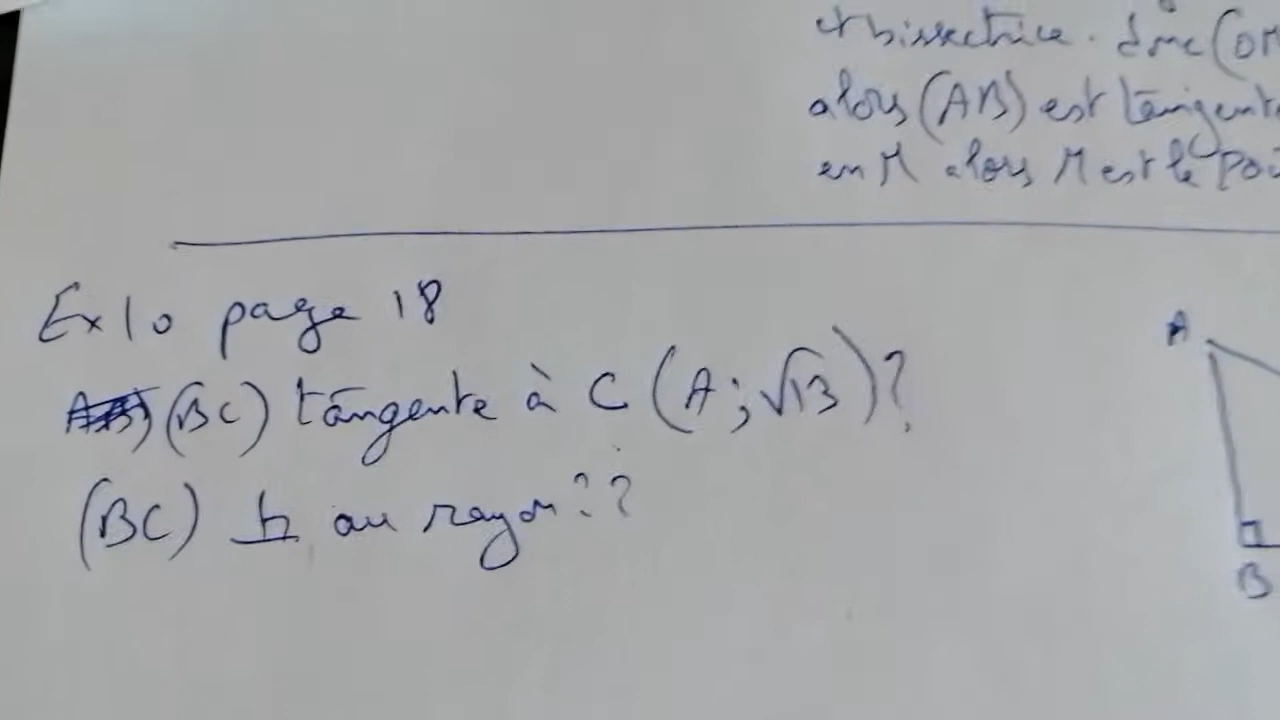 et bissectrice. donc (OM
alors (AB) est tangente
en M alors M est le poi
Ex 10 page 18
(BC) tangente à C (A; √13)?
(BC) ⊥ au rayon??
A
B